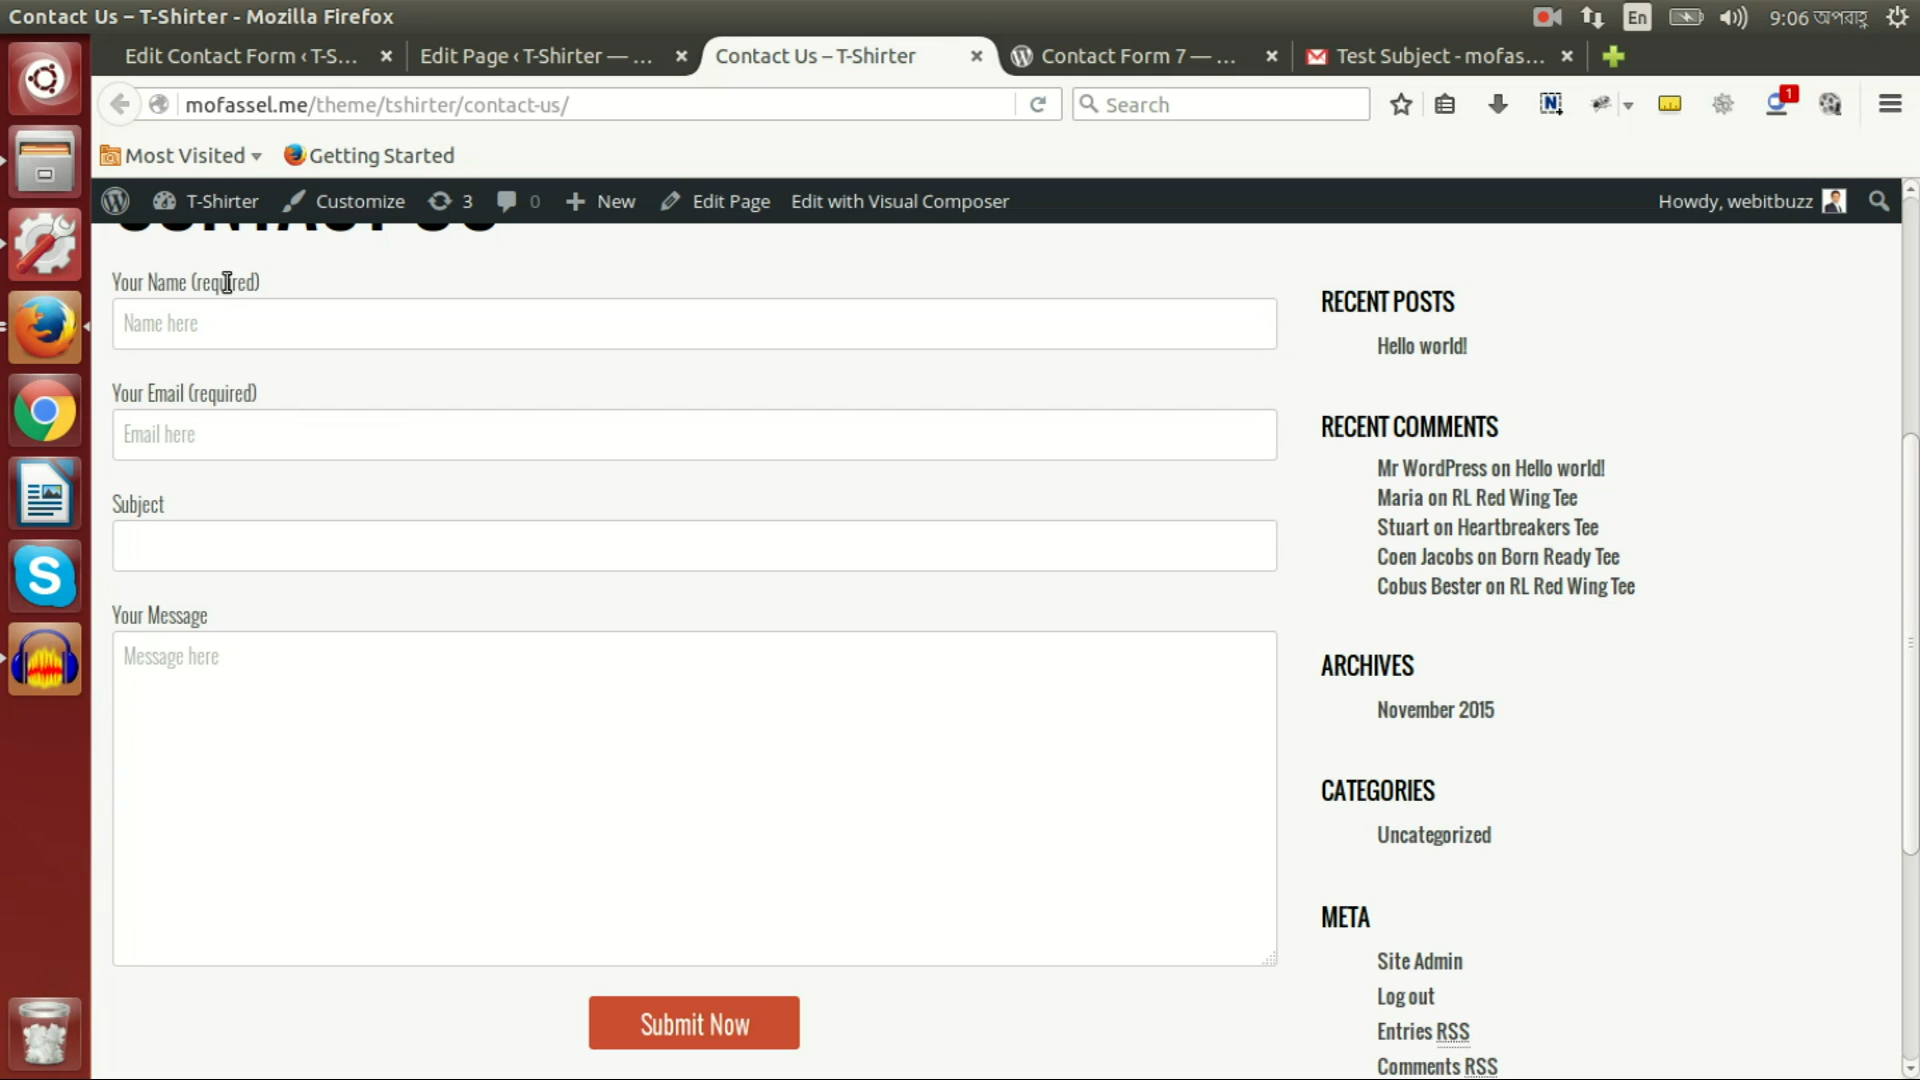 Contact Us – T-Shirter - Mozilla Firefox
En
9:06 অপরাহ্ণ
Edit Contact Form ‹ T-S...
Edit Page ‹ T-Shirter — ...
Contact Us – T-Shirter
Contact Form 7 — ...
Test Subject - mofas...
mofassel.me/theme/tshirter/contact-us/
Search
1
Most Visited
Getting Started
T-Shirter
Customize
3
0
New
Edit Page
Edit with Visual Composer
Howdy, webitbuzz
CONTACT US
Your Name (required)
Name here
Your Email (required)
Email here
Subject
Your Message
Message here
Submit Now
RECENT POSTS
Hello world!
RECENT COMMENTS
Mr WordPress on Hello world!
Maria on RL Red Wing Tee
Stuart on Heartbreakers Tee
Coen Jacobs on Born Ready Tee
Cobus Bester on RL Red Wing Tee
ARCHIVES
November 2015
CATEGORIES
Uncategorized
META
Site Admin
Log out
Entries RSS
Comments RSS